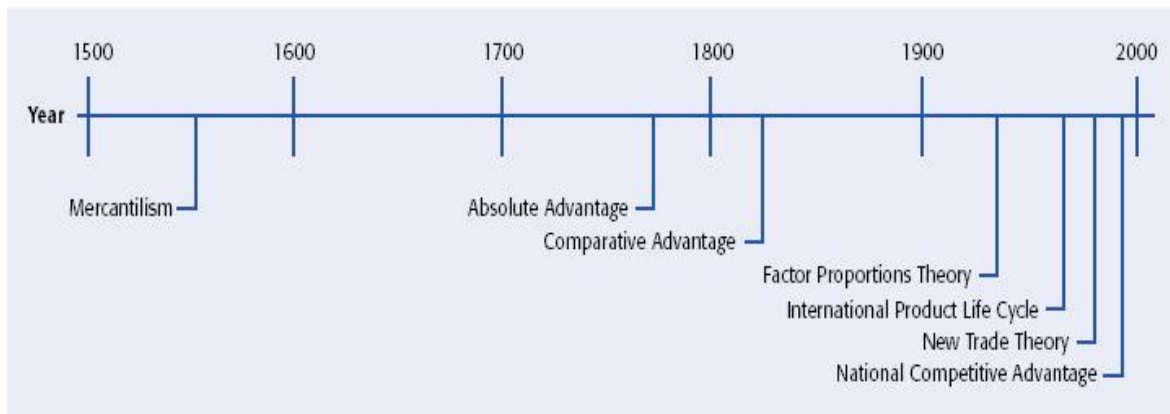 1500 1600 1700 1800 1900 2000
Year
Mercantilism
Absolute Advantage
Comparative Advantage
Factor Proportions Theory
International Product Life Cycle
New Trade Theory
National Competitive Advantage